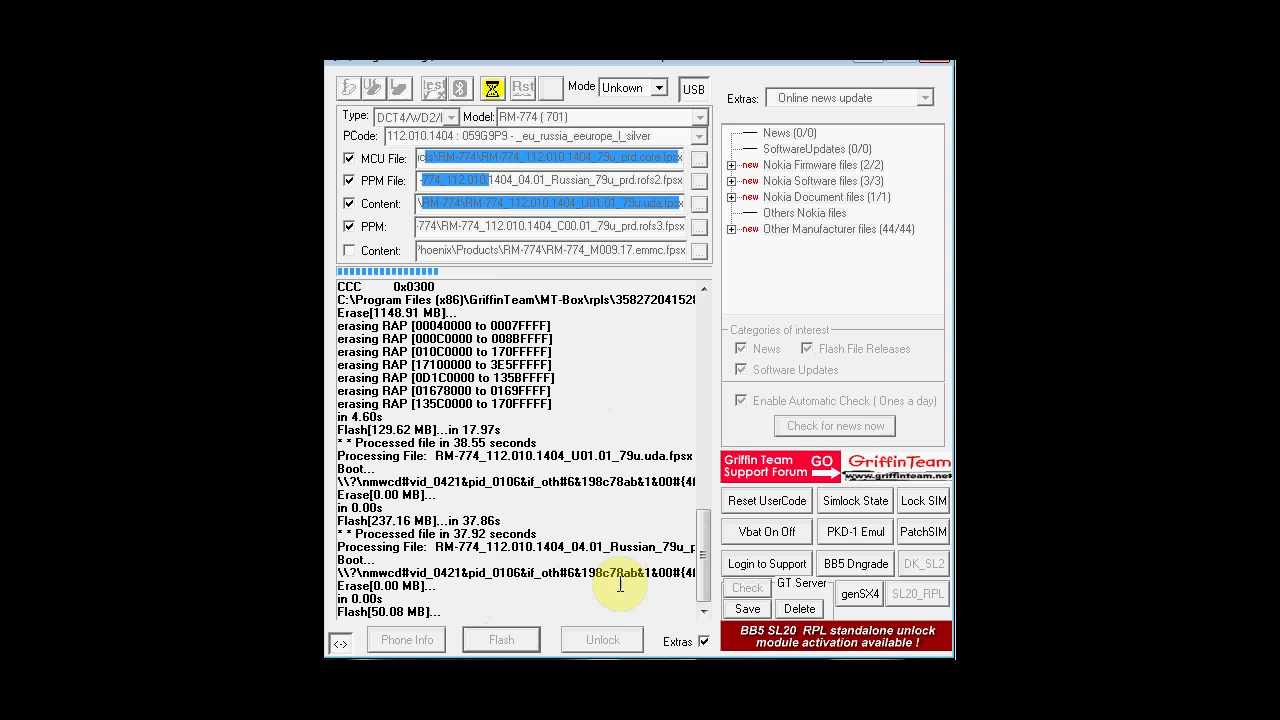 Rst Mode Unkown USB
Type: DCT4/WD2/I Model: RM-774 ( 701)
PCode: 112.010.1404 : 059G9P9 - _eu_russia_eeurope_l_silver
MCU File: \RM-774\RM-774_112.010.1404_79u_prd.core.fpsx ...
PPM File: -774_112.010.1404_04.01_Russian_79u_prd.rofs2.fpsx ...
Content: \RM-774\RM-774_112.010.1404_U01.01_79u.uda.fpsx ...
PPM: -774\RM-774_112.010.1404_C00.01_79u_prd.rofs3.fpsx ...
Content: ?hoenix\Products\RM-774\RM-774_M009.17.emmc.fpsx ...
CCC 0x0300
C:\Program Files (x86)\GriffinTeam\MT-Box\rpls\358272041528
Erase[1148.91 MB]...
erasing RAP [00040000 to 0007FFFF]
erasing RAP [000C0000 to 008BFFFF]
erasing RAP [010C0000 to 170FFFFF]
erasing RAP [17100000 to 3E5FFFFF]
erasing RAP [0D1C0000 to 135BFFFF]
erasing RAP [01678000 to 0169FFFF]
erasing RAP [135C0000 to 170FFFFF]
in 4.60s
Flash[129.62 MB]...in 17.97s
* * Processed file in 38.55 seconds
Processing File: RM-774_112.010.1404_U01.01_79u.uda.fpsx
Boot...
\\?\nmwcd#vid_0421&pid_0106&if_oth#6&198c78ab&1&00#{4f
Erase[0.00 MB]...
in 0.00s
Flash[237.16 MB]...in 37.86s
* * Processed file in 37.92 seconds
Processing File: RM-774_112.010.1404_04.01_Russian_79u_p
Boot...
\\?\nmwcd#vid_0421&pid_0106&if_oth#6&198c78ab&1&00#{4f
Erase[0.00 MB]...
in 0.00s
Flash[50.08 MB]...
<-> Phone Info Flash Unlock Extras
Extras: Online news update
News (0/0)
SoftwareUpdates (0/0)
new Nokia Firmware files (2/2)
new Nokia Software files (3/3)
new Nokia Document files (1/1)
Others Nokia files
new Other Manufacturer files (44/44)
Categories of interest
News Flash File Releases
Software Updates
Enable Automatic Check ( Ones a day)
Check for news now
Griffin Team GO GriffinTeam
Support Forum www.griffinteam.net
Reset UserCode Simlock State Lock SIM
Vbat On Off PKD-1 Emul PatchSIM
Login to Support BB5 Dngrade DK_SL2
Check GT Server genSX4 SL20_RPL
Save Delete
BB5 SL20 RPL standalone unlock
module activation available !